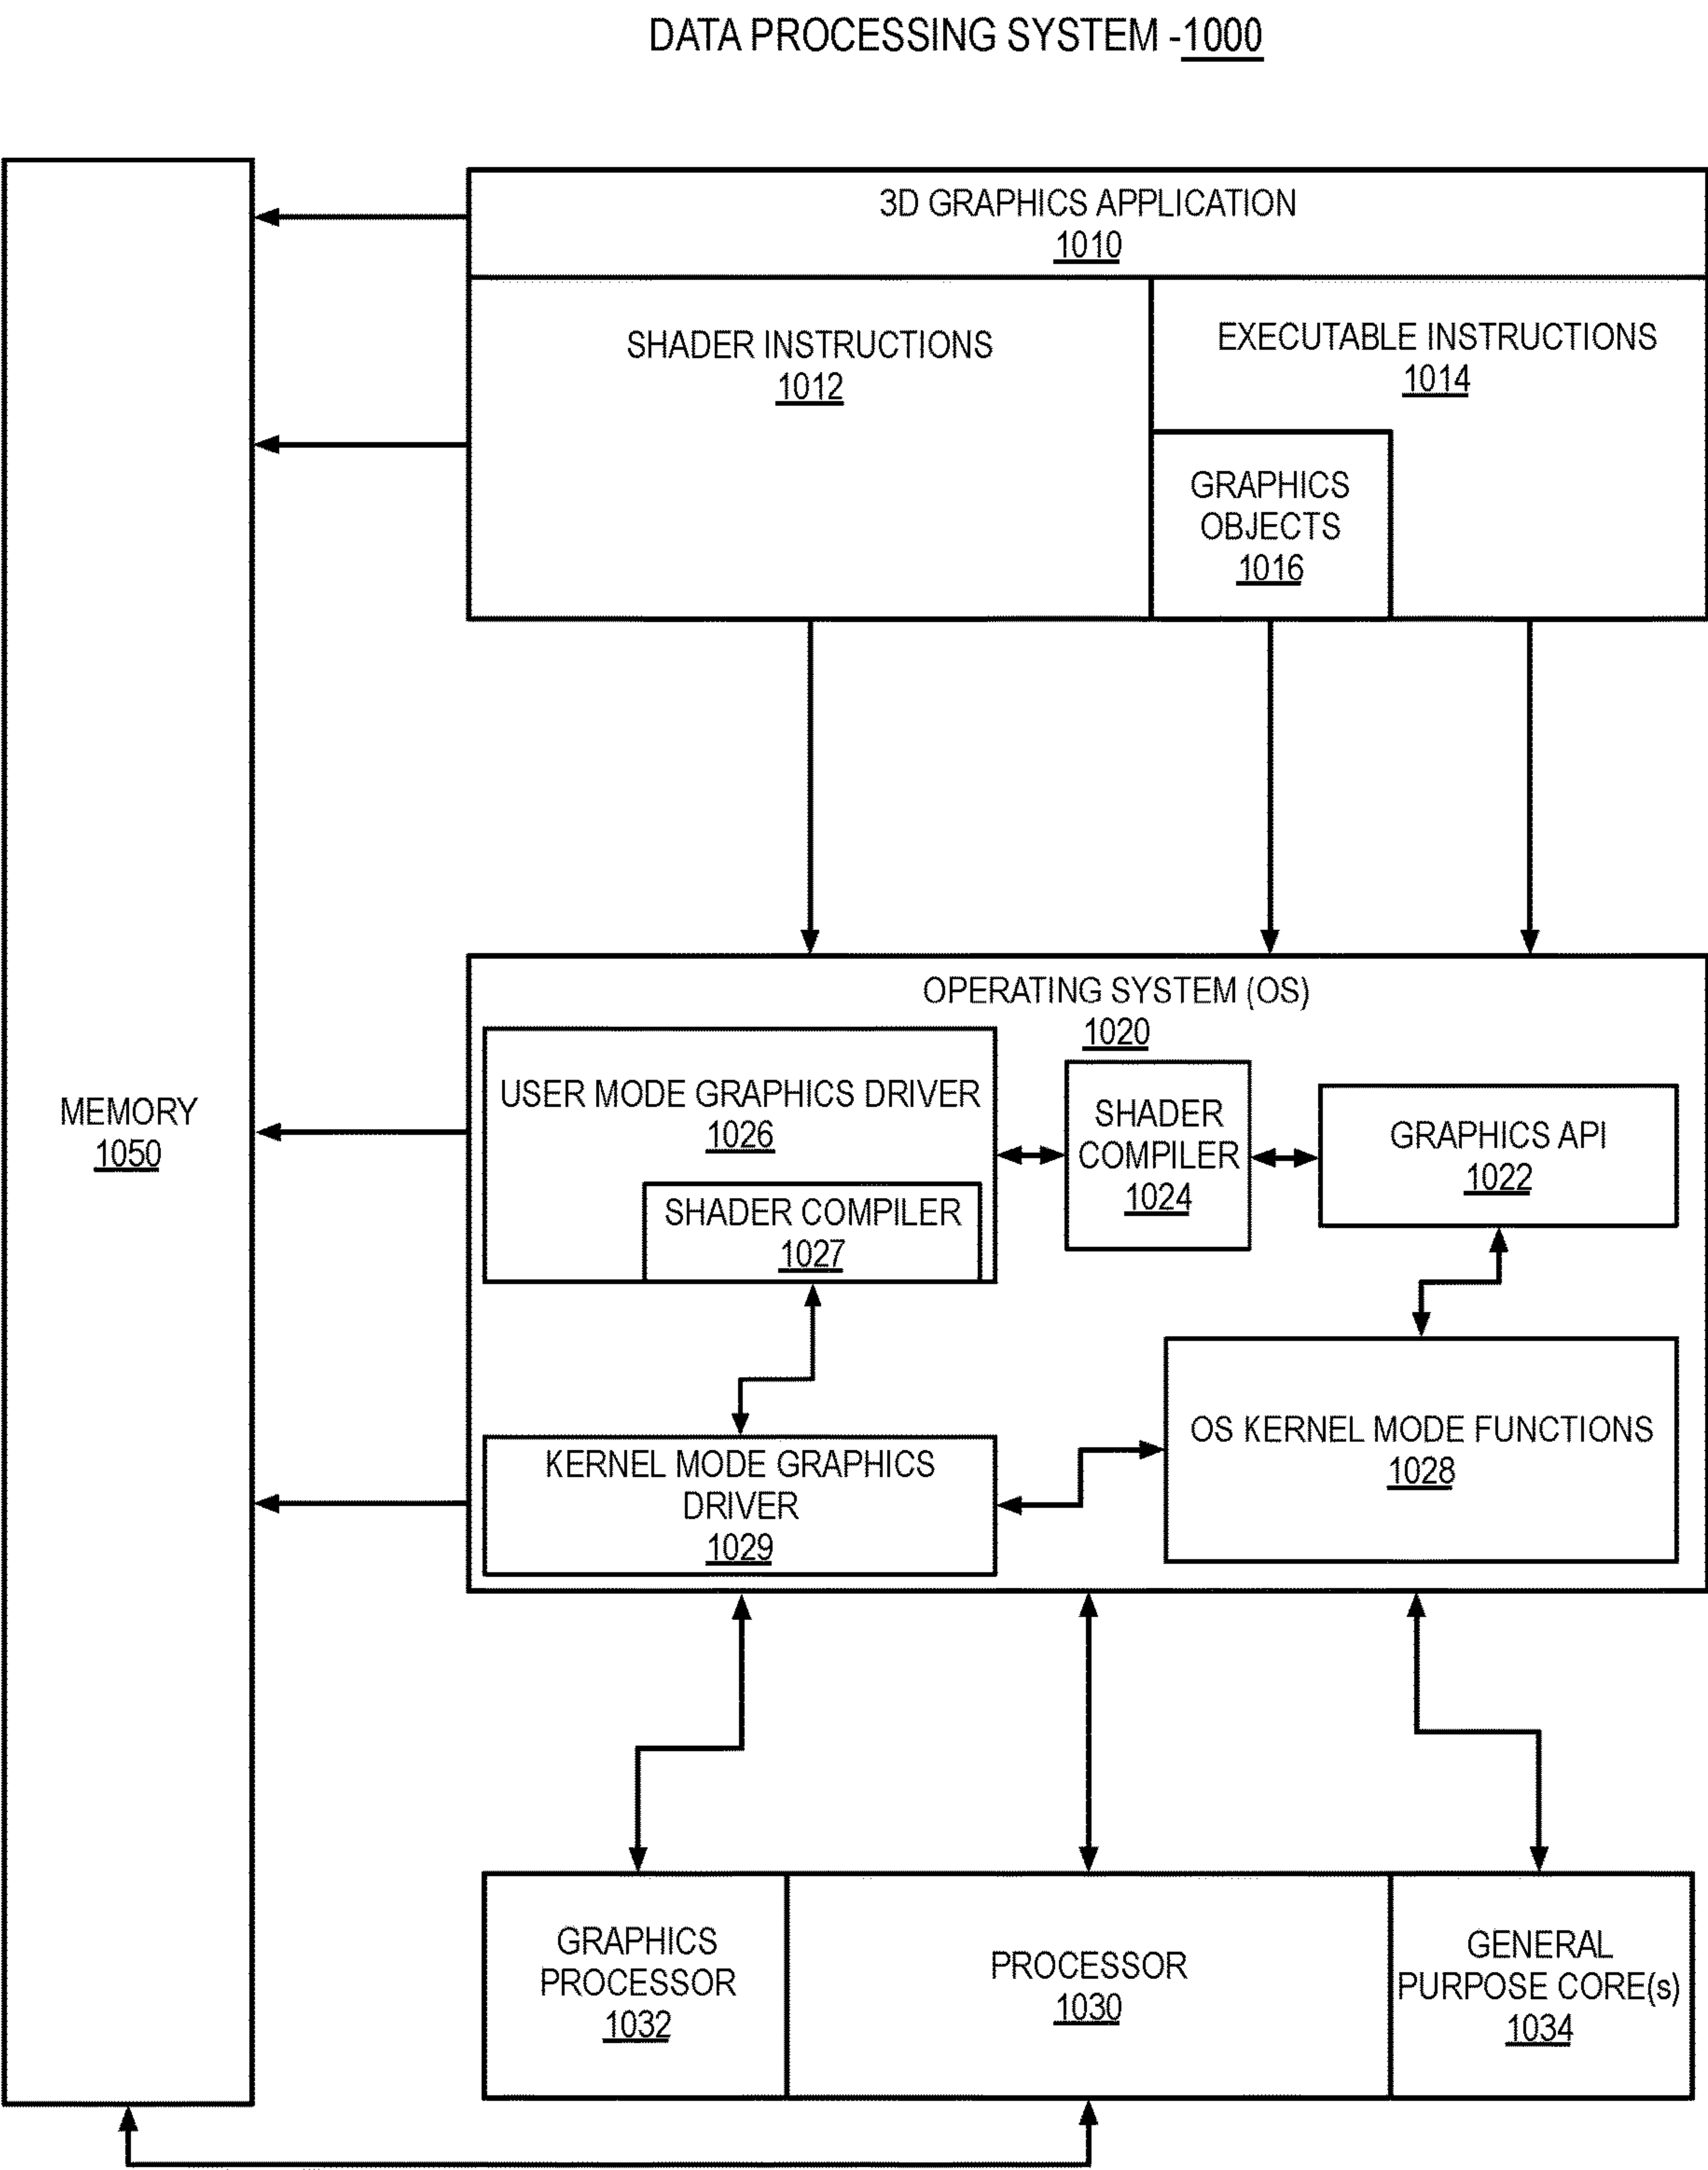 DATA PROCESSING SYSTEM -1000
3D GRAPHICS APPLICATION
1010
SHADER INSTRUCTIONS
1012
EXECUTABLE INSTRUCTIONS
1014
GRAPHICS
OBJECTS
1016
MEMORY
1050
OPERATING SYSTEM (OS)
1020
USER MODE GRAPHICS DRIVER
1026
SHADER COMPILER
1027
SHADER
COMPILER
1024
GRAPHICS API
1022
KERNEL MODE GRAPHICS
DRIVER
1029
OS KERNEL MODE FUNCTIONS
1028
GRAPHICS
PROCESSOR
1032
PROCESSOR
1030
GENERAL
PURPOSE CORE(s)
1034